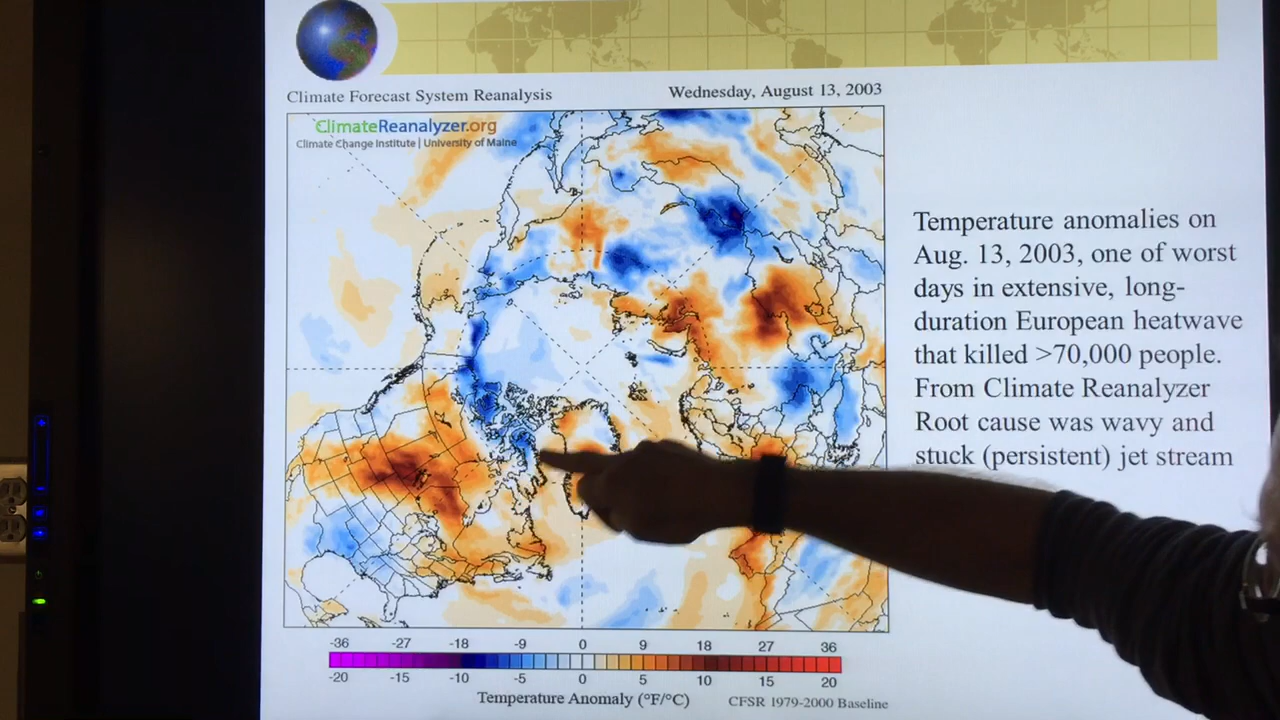 Climate Forecast System Reanalysis
Wednesday, August 13, 2003
ClimateReanalyzer.org
Climate Change Institute | University of Maine
Temperature anomalies on
Aug. 13, 2003, one of worst
days in extensive, long-
duration European heatwave
that killed >70,000 people.
From Climate Reanalyzer
Root cause was wavy and
stuck (persistent) jet stream
-36 -27 -18 -9 0 9 18 27 36
-20 -15 -10 -5 0 5 10 15 20
Temperature Anomaly (°F/°C)
CFSR 1979-2000 Baseline